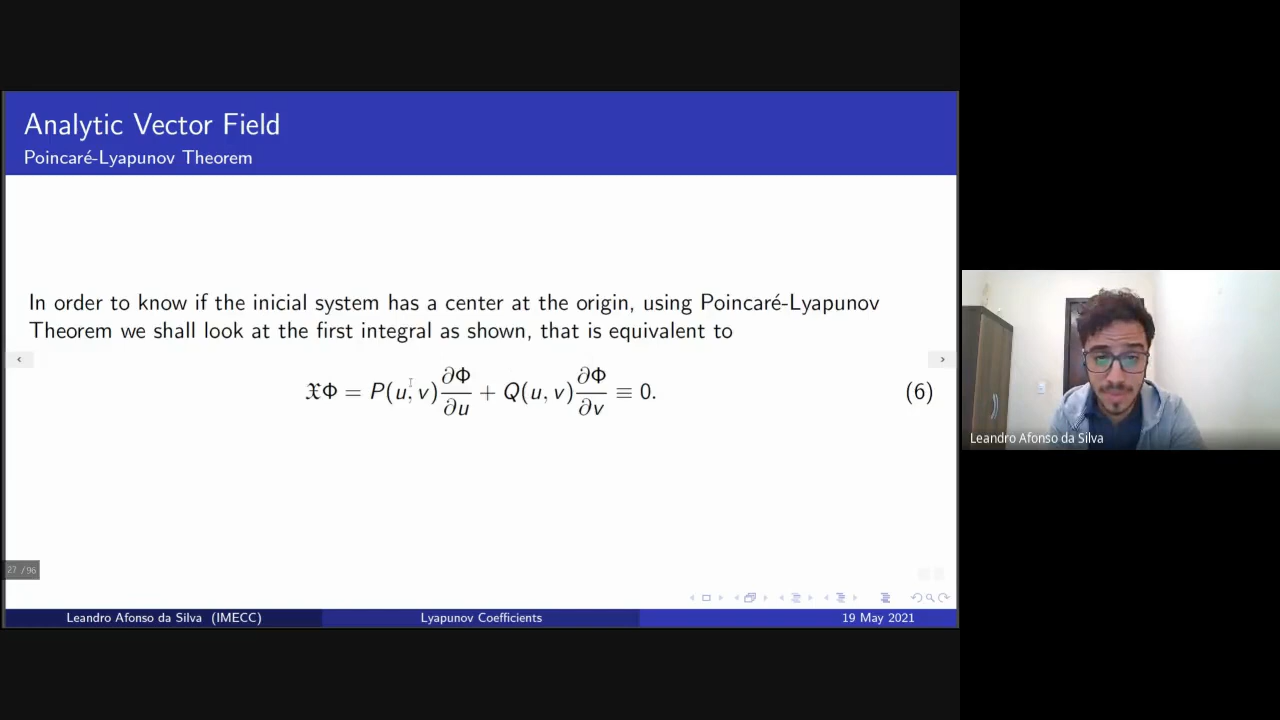 Analytic Vector Field
Poincaré-Lyapunov Theorem
In order to know if the inicial system has a center at the origin, using Poincaré-Lyapunov
Theorem we shall look at the first integral as shown, that is equivalent to
𝔛Φ = P(u, v) ∂Φ/∂u + Q(u, v) ∂Φ/∂v ≡ 0. (6)
27 / 96
Leandro Afonso da Silva (IMECC) Lyapunov Coefficients 19 May 2021
Leandro Afonso da Silva